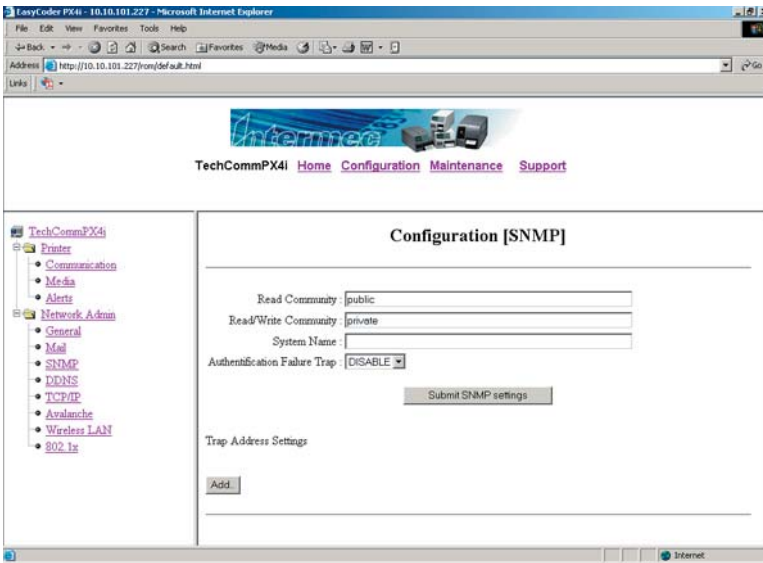 EasyCoder PX4i - 10.10.101.227 - Microsoft Internet Explorer
File Edit View Favorites Tools Help
Back Search Favorites Media
Address http://10.10.101.227/rom/default.html Go
Links
Intermec
TechCommPX4i Home Configuration Maintenance Support
TechCommPX4i
Printer
Communication
Media
Alerts
Network Admin
General
Mail
SNMP
DDNS
TCP/IP
Avalanche
Wireless LAN
802.1x
Configuration [SNMP]
Read Community : public
Read/Write Community : private
System Name :
Authentification Failure Trap : DISABLE
Submit SNMP settings
Trap Address Settings
Add..
Internet